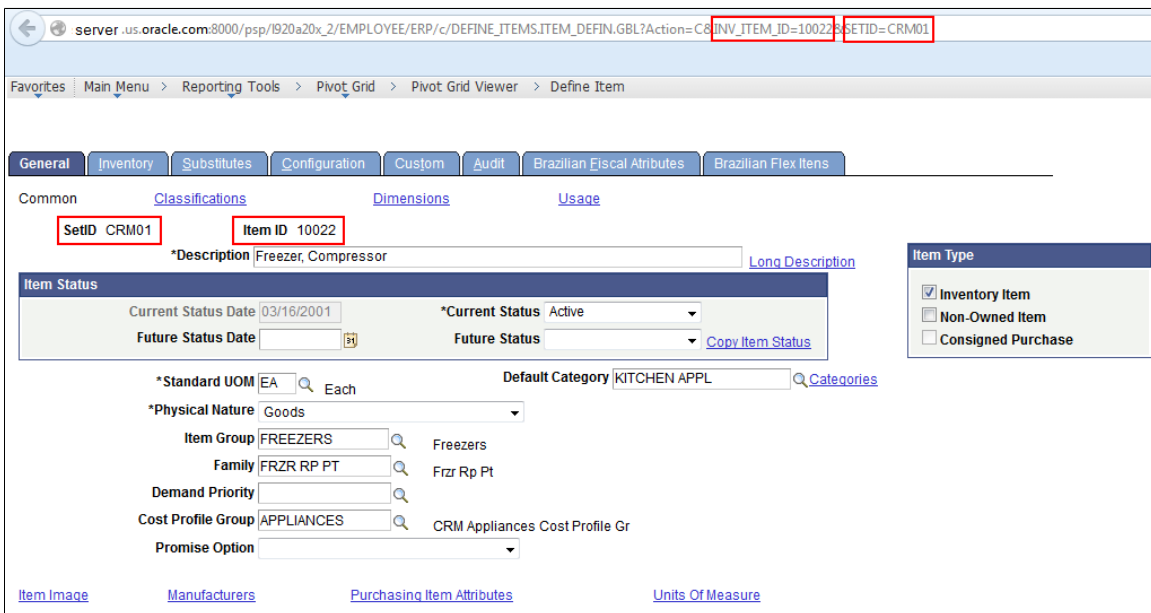 server.us.oracle.com:8000/psp/l920a20x_2/EMPLOYEE/ERP/c/DEFINE_ITEMS.ITEM_DEFIN.GBL?Action=C&INV_ITEM_ID=10022&SETID=CRM01
Favorites Main Menu > Reporting Tools > Pivot Grid > Pivot Grid Viewer > Define Item
General Inventory Substitutes Configuration Custom Audit Brazilian Fiscal Atributes Brazilian Flex Itens
Common Classifications Dimensions Usage
SetID CRM01 Item ID 10022
*Description Freezer, Compressor Long Description
Item Type
Item Status
Inventory Item
Current Status Date 03/16/2001 *Current Status Active
Non-Owned Item
Future Status Date 31 Future Status Copy Item Status
Consigned Purchase
*Standard UOM EA Each Default Category KITCHEN APPL Categories
*Physical Nature Goods
Item Group FREEZERS Freezers
Family FRZR RP PT Frzr Rp Pt
Demand Priority
Cost Profile Group APPLIANCES CRM Appliances Cost Profile Gr
Promise Option
Item Image Manufacturers Purchasing Item Attributes Units Of Measure